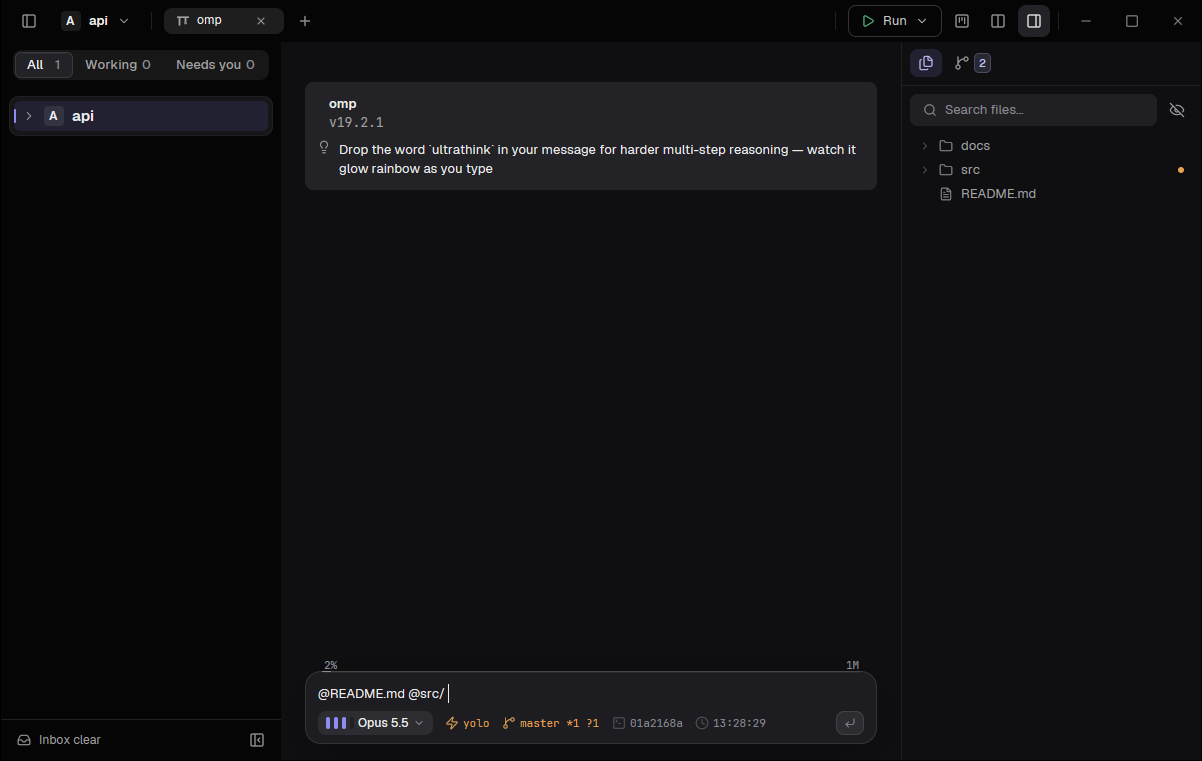 A api
omp
Run
All 1
Working 0
Needs you 0
2
A api
omp
v19.2.1
Drop the word `ultrathink` in your message for harder multi-step reasoning — watch it
glow rainbow as you type
Search files...
docs
src
README.md
2%
1M
@README.md @src/
Opus 5.5
yolo
master *1 ?1
01a2168a
13:28:29
Inbox clear